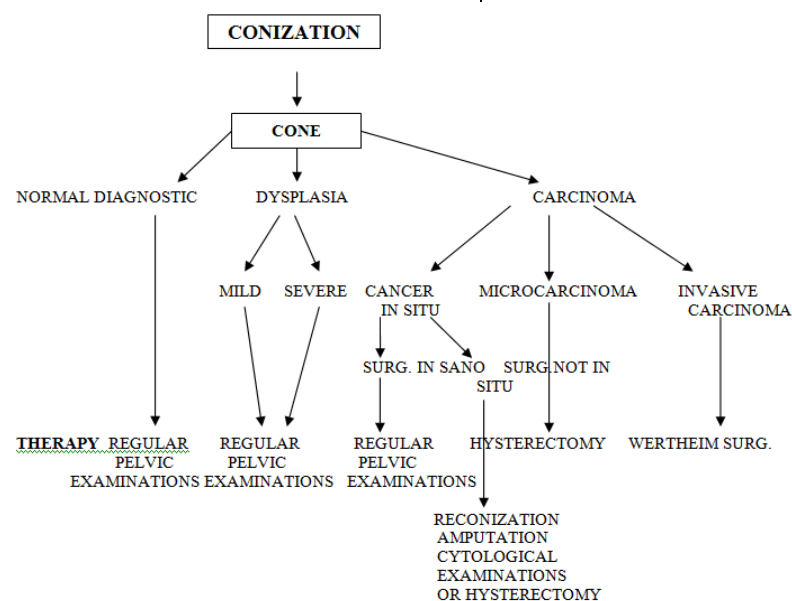 CONIZATION
CONE
NORMAL DIAGNOSTIC DYSPLASIA CARCINOMA
MILD SEVERE CANCER MICROCARCINOMA INVASIVE
IN SITU CARCINOMA
SURG. IN SANO SURG.NOT IN
SITU
THERAPY REGULAR REGULAR REGULAR HYSTERECTOMY WERTHEIM SURG.
PELVIC PELVIC PELVIC
EXAMINATIONS EXAMINATIONS EXAMINATIONS
RECONIZATION
AMPUTATION
CYTOLOGICAL
EXAMINATIONS
OR HYSTERECTOMY